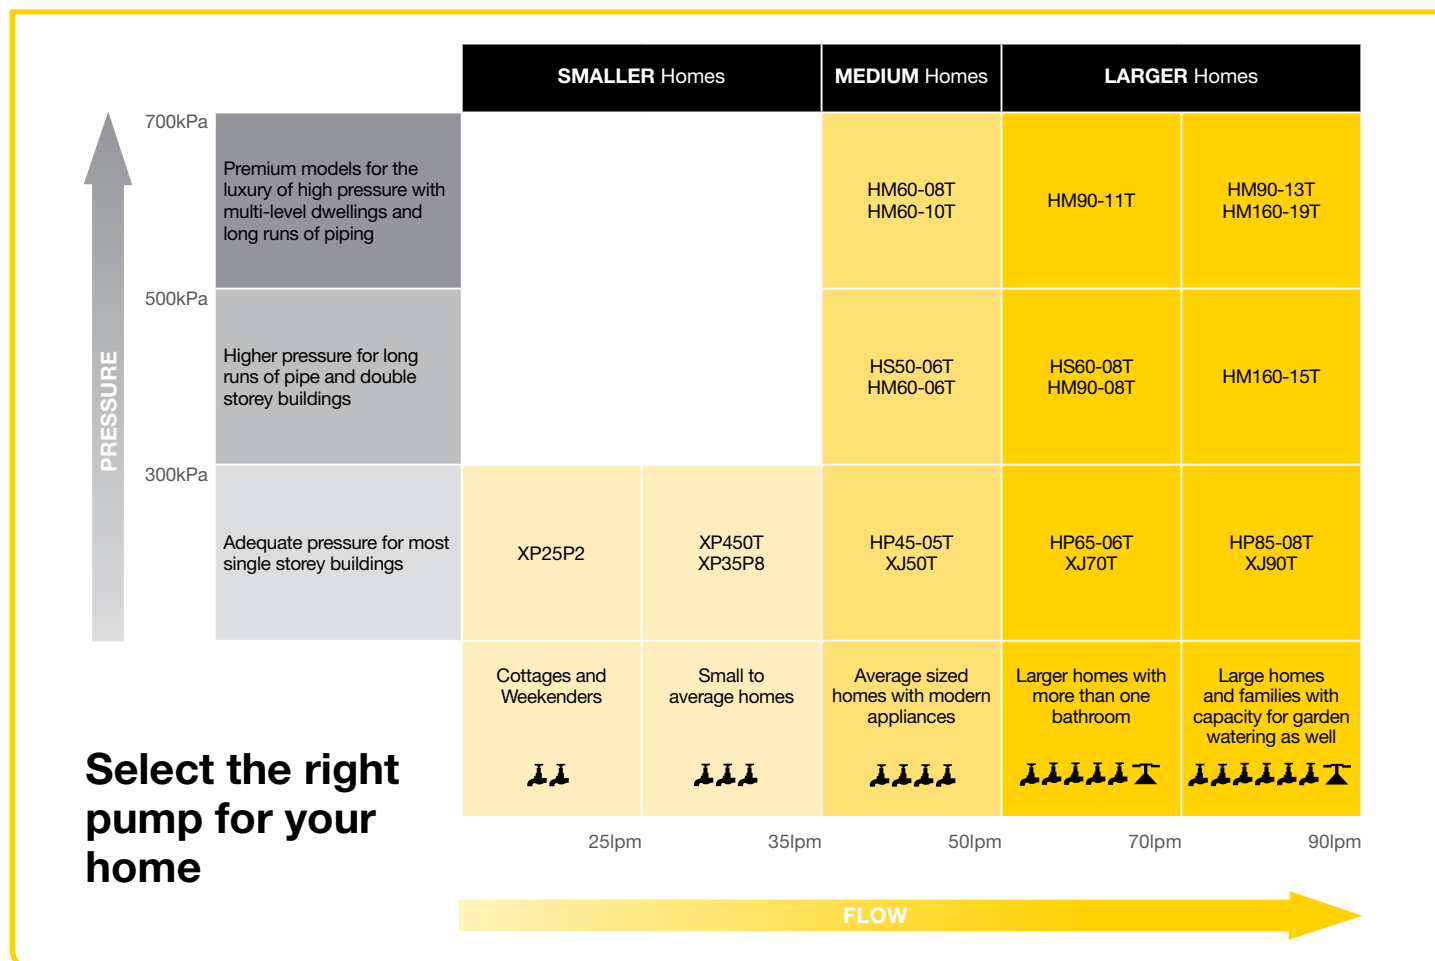 SMALLER Homes
MEDIUM Homes
LARGER Homes
700kPa
Premium models for the
luxury of high pressure with
multi-level dwellings and
long runs of piping
HM60-08T
HM60-10T
HM90-11T
HM90-13T
HM160-19T
500kPa
Higher pressure for long
runs of pipe and double
storey buildings
HS50-06T
HM60-06T
HS60-08T
HM90-08T
HM160-15T
PRESSURE
300kPa
Adequate pressure for most
single storey buildings
XP25P2
XP450T
XP35P8
HP45-05T
XJ50T
HP65-06T
XJ70T
HP85-08T
XJ90T
Cottages and
Weekenders
Small to
average homes
Average sized
homes with modern
appliances
Larger homes with
more than one
bathroom
Large homes
and families with
capacity for garden
watering as well
Select the right
pump for your
home
25lpm
35lpm
50lpm
70lpm
90lpm
FLOW